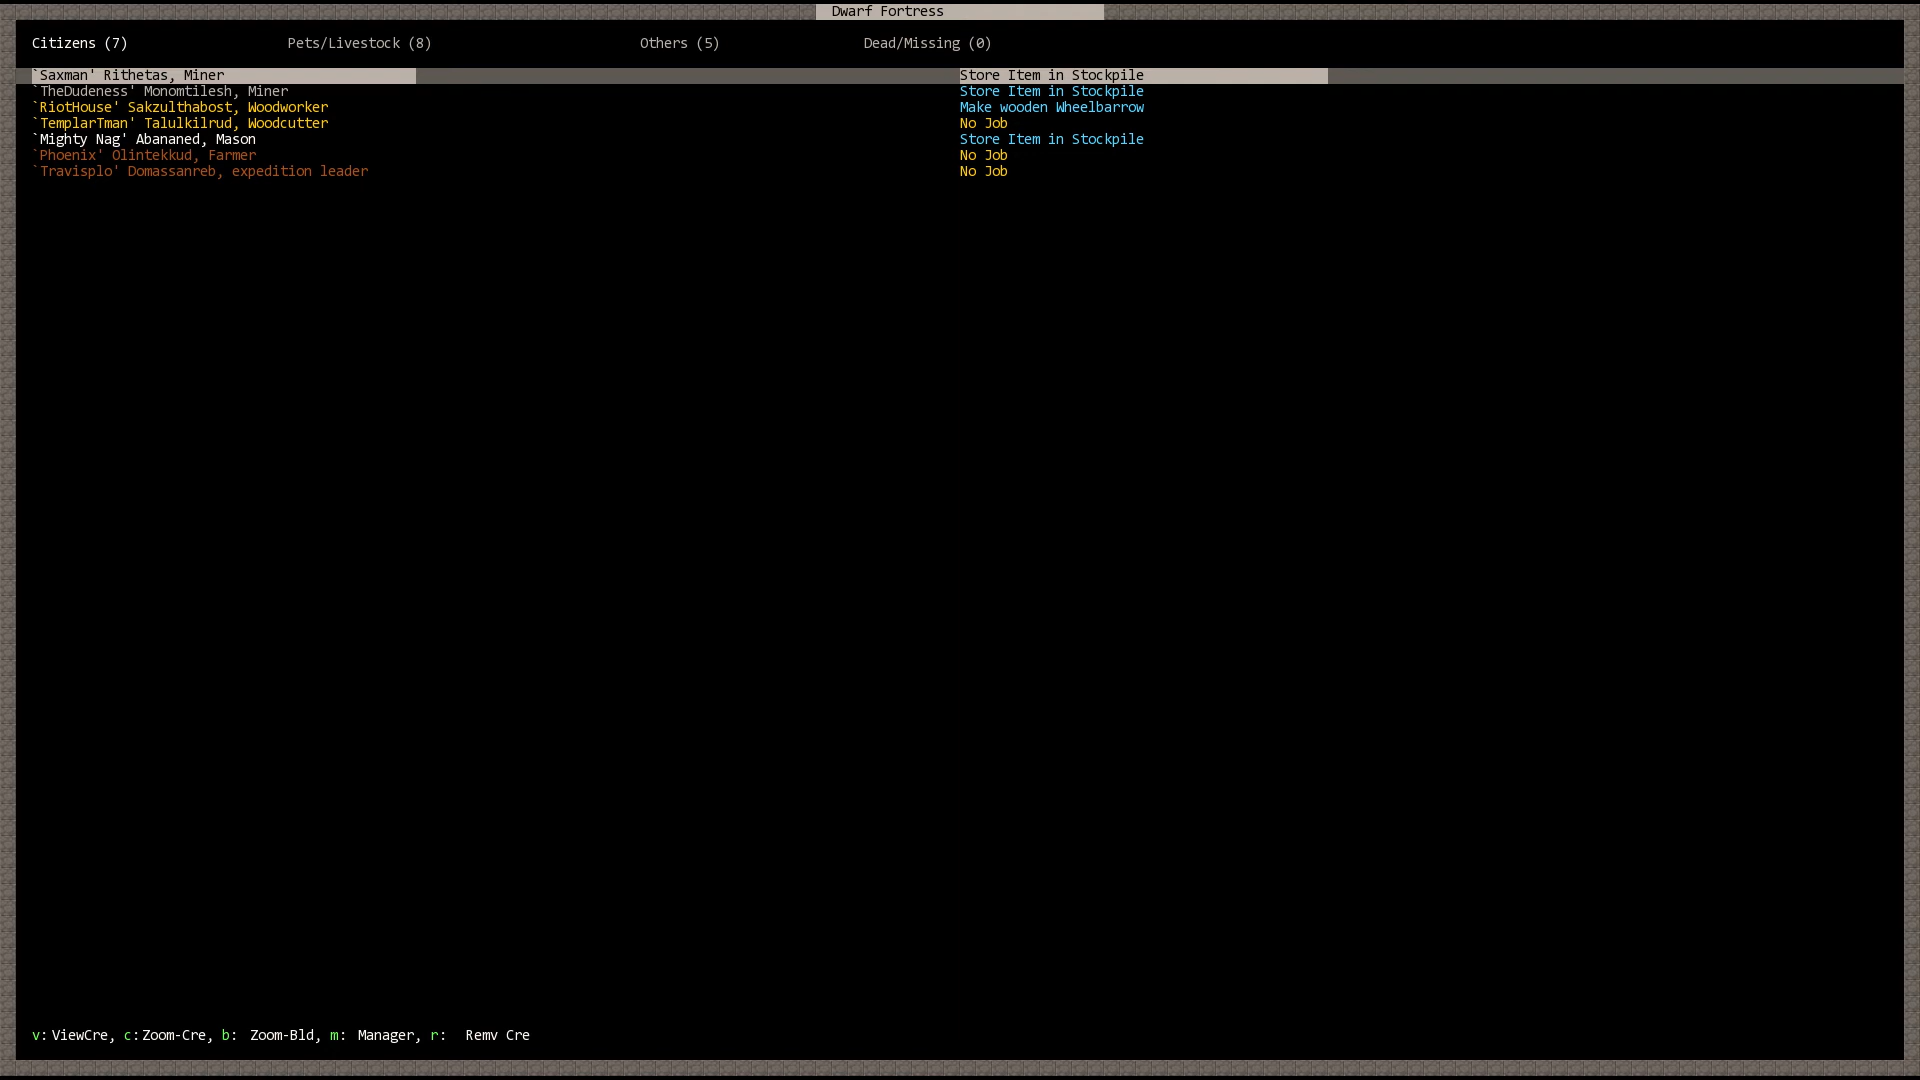 Dwarf Fortress
Citizens (7) Pets/Livestock (8) Others (5) Dead/Missing (0)
`Saxman' Rithetas, Miner Store Item in Stockpile
`TheDudeness' Monomtilesh, Miner Store Item in Stockpile
`RiotHouse' Sakzulthabost, Woodworker Make wooden Wheelbarrow
`TemplarTman' Talulkilrud, Woodcutter No Job
`Mighty Nag' Abananed, Mason Store Item in Stockpile
`Phoenix' Olintekkud, Farmer No Job
`Travisplo' Domassanreb, expedition leader No Job
v: ViewCre, c: Zoom-Cre, b: Zoom-Bld, m: Manager, r: Remv Cre